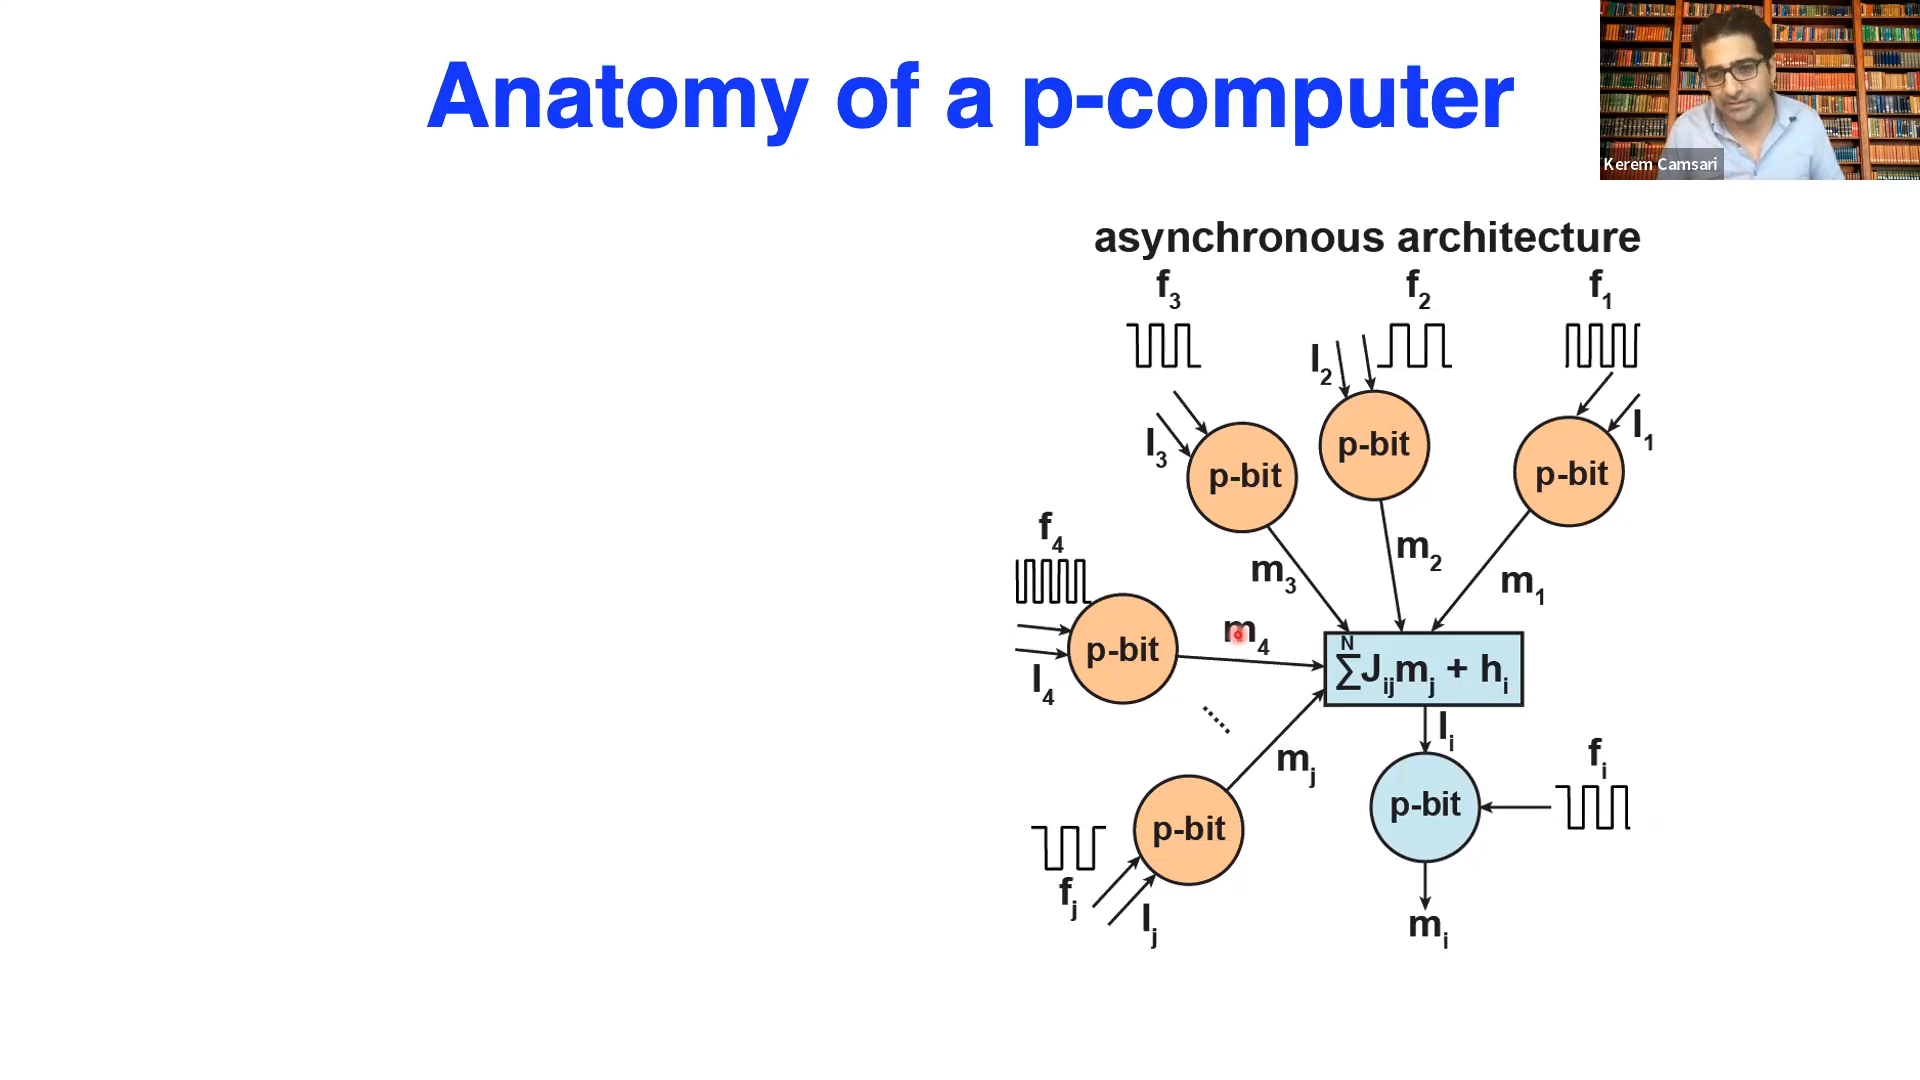 Anatomy of a p-computer
Kerem Camsari
asynchronous architecture
f3
f2
f1
I2
I1
I3
p-bit
p-bit
p-bit
f4
m2
m3
m1
m4
p-bit
I4
N
∑Jijmj + hi
Ii
mj
fi
p-bit
p-bit
fj
Ij
mi